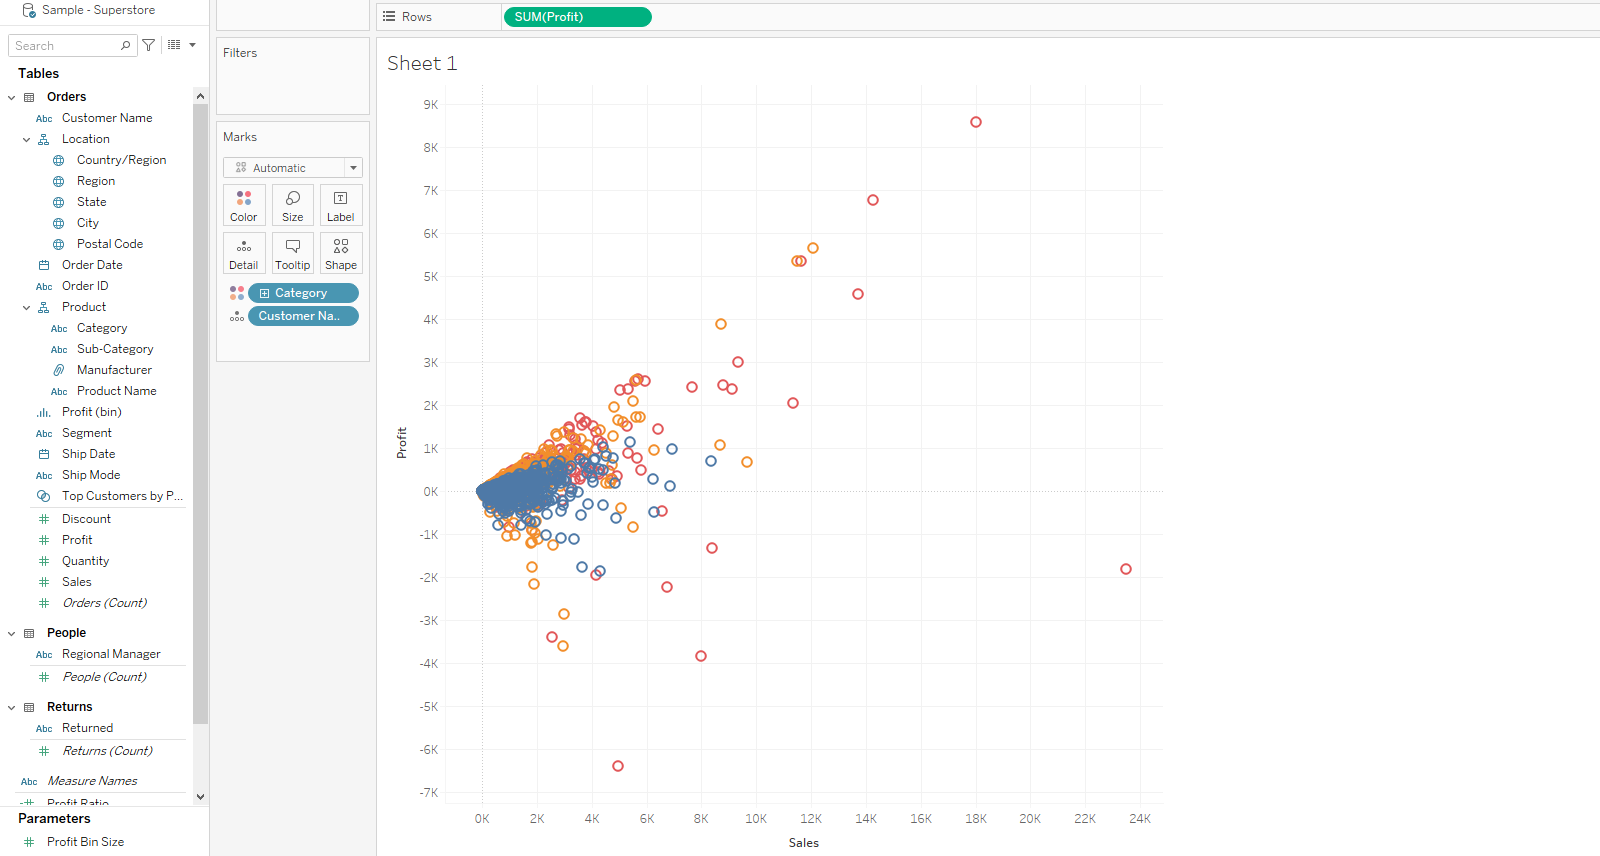 Sample - Superstore
Search
Tables
Orders
Abc Customer Name
Location
Country/Region
Region
State
City
Postal Code
Order Date
Abc Order ID
Product
Abc Category
Abc Sub-Category
Manufacturer
Abc Product Name
Profit (bin)
Abc Segment
Ship Date
Abc Ship Mode
Top Customers by P...
# Discount
# Profit
# Quantity
# Sales
# Orders (Count)
People
Abc Regional Manager
# People (Count)
Returns
Abc Returned
# Returns (Count)
Abc Measure Names
Profit Ratio
Parameters
# Profit Bin Size
Filters
Marks
Automatic
Color Size Label
Detail Tooltip Shape
Category
Customer Na..
Rows SUM(Profit)
Sheet 1
9K
8K
7K
6K
5K
4K
3K
2K
1K
0K
-1K
-2K
-3K
-4K
-5K
-6K
-7K
Profit
0K 2K 4K 6K 8K 10K 12K 14K 16K 18K 20K 22K 24K
Sales